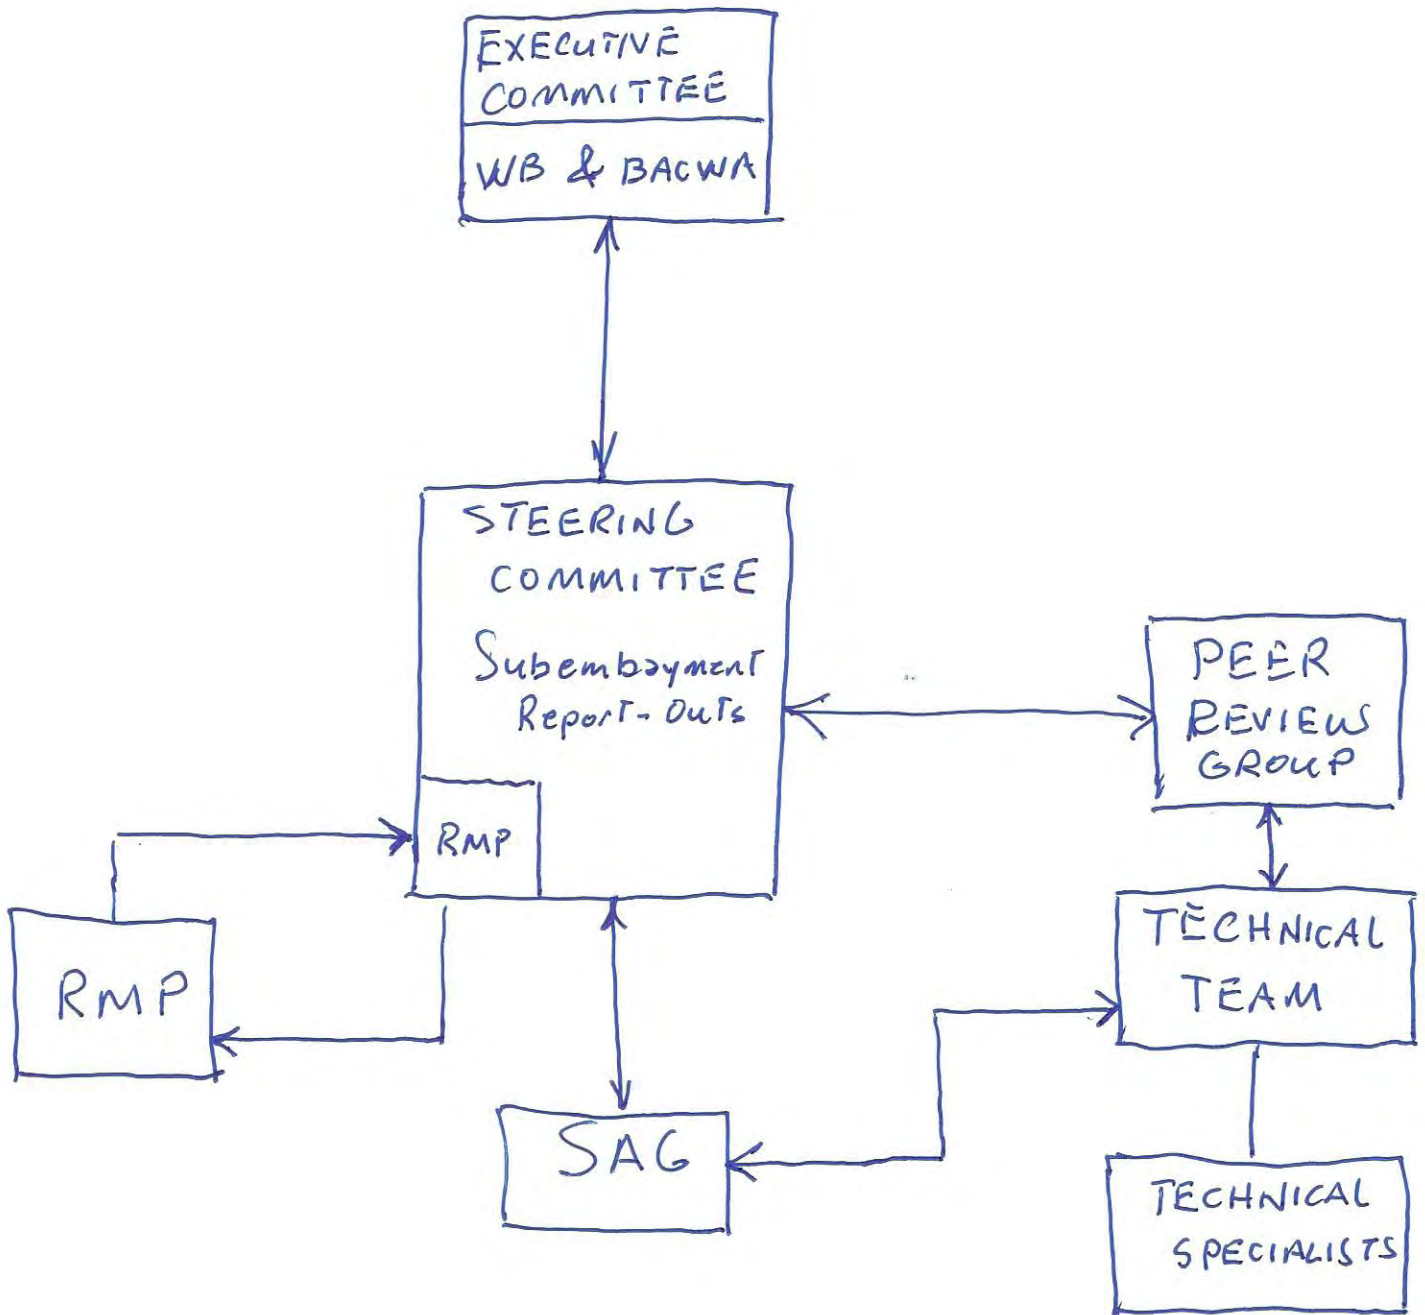 EXECUTIVE
COMMITTEE
WB & BACWA
STEERING
COMMITTEE
Subembayment
Report-Outs
RMP
PEER
REVIEW
GROUP
RMP
TECHNICAL
TEAM
SAG
TECHNICAL
SPECIALISTS